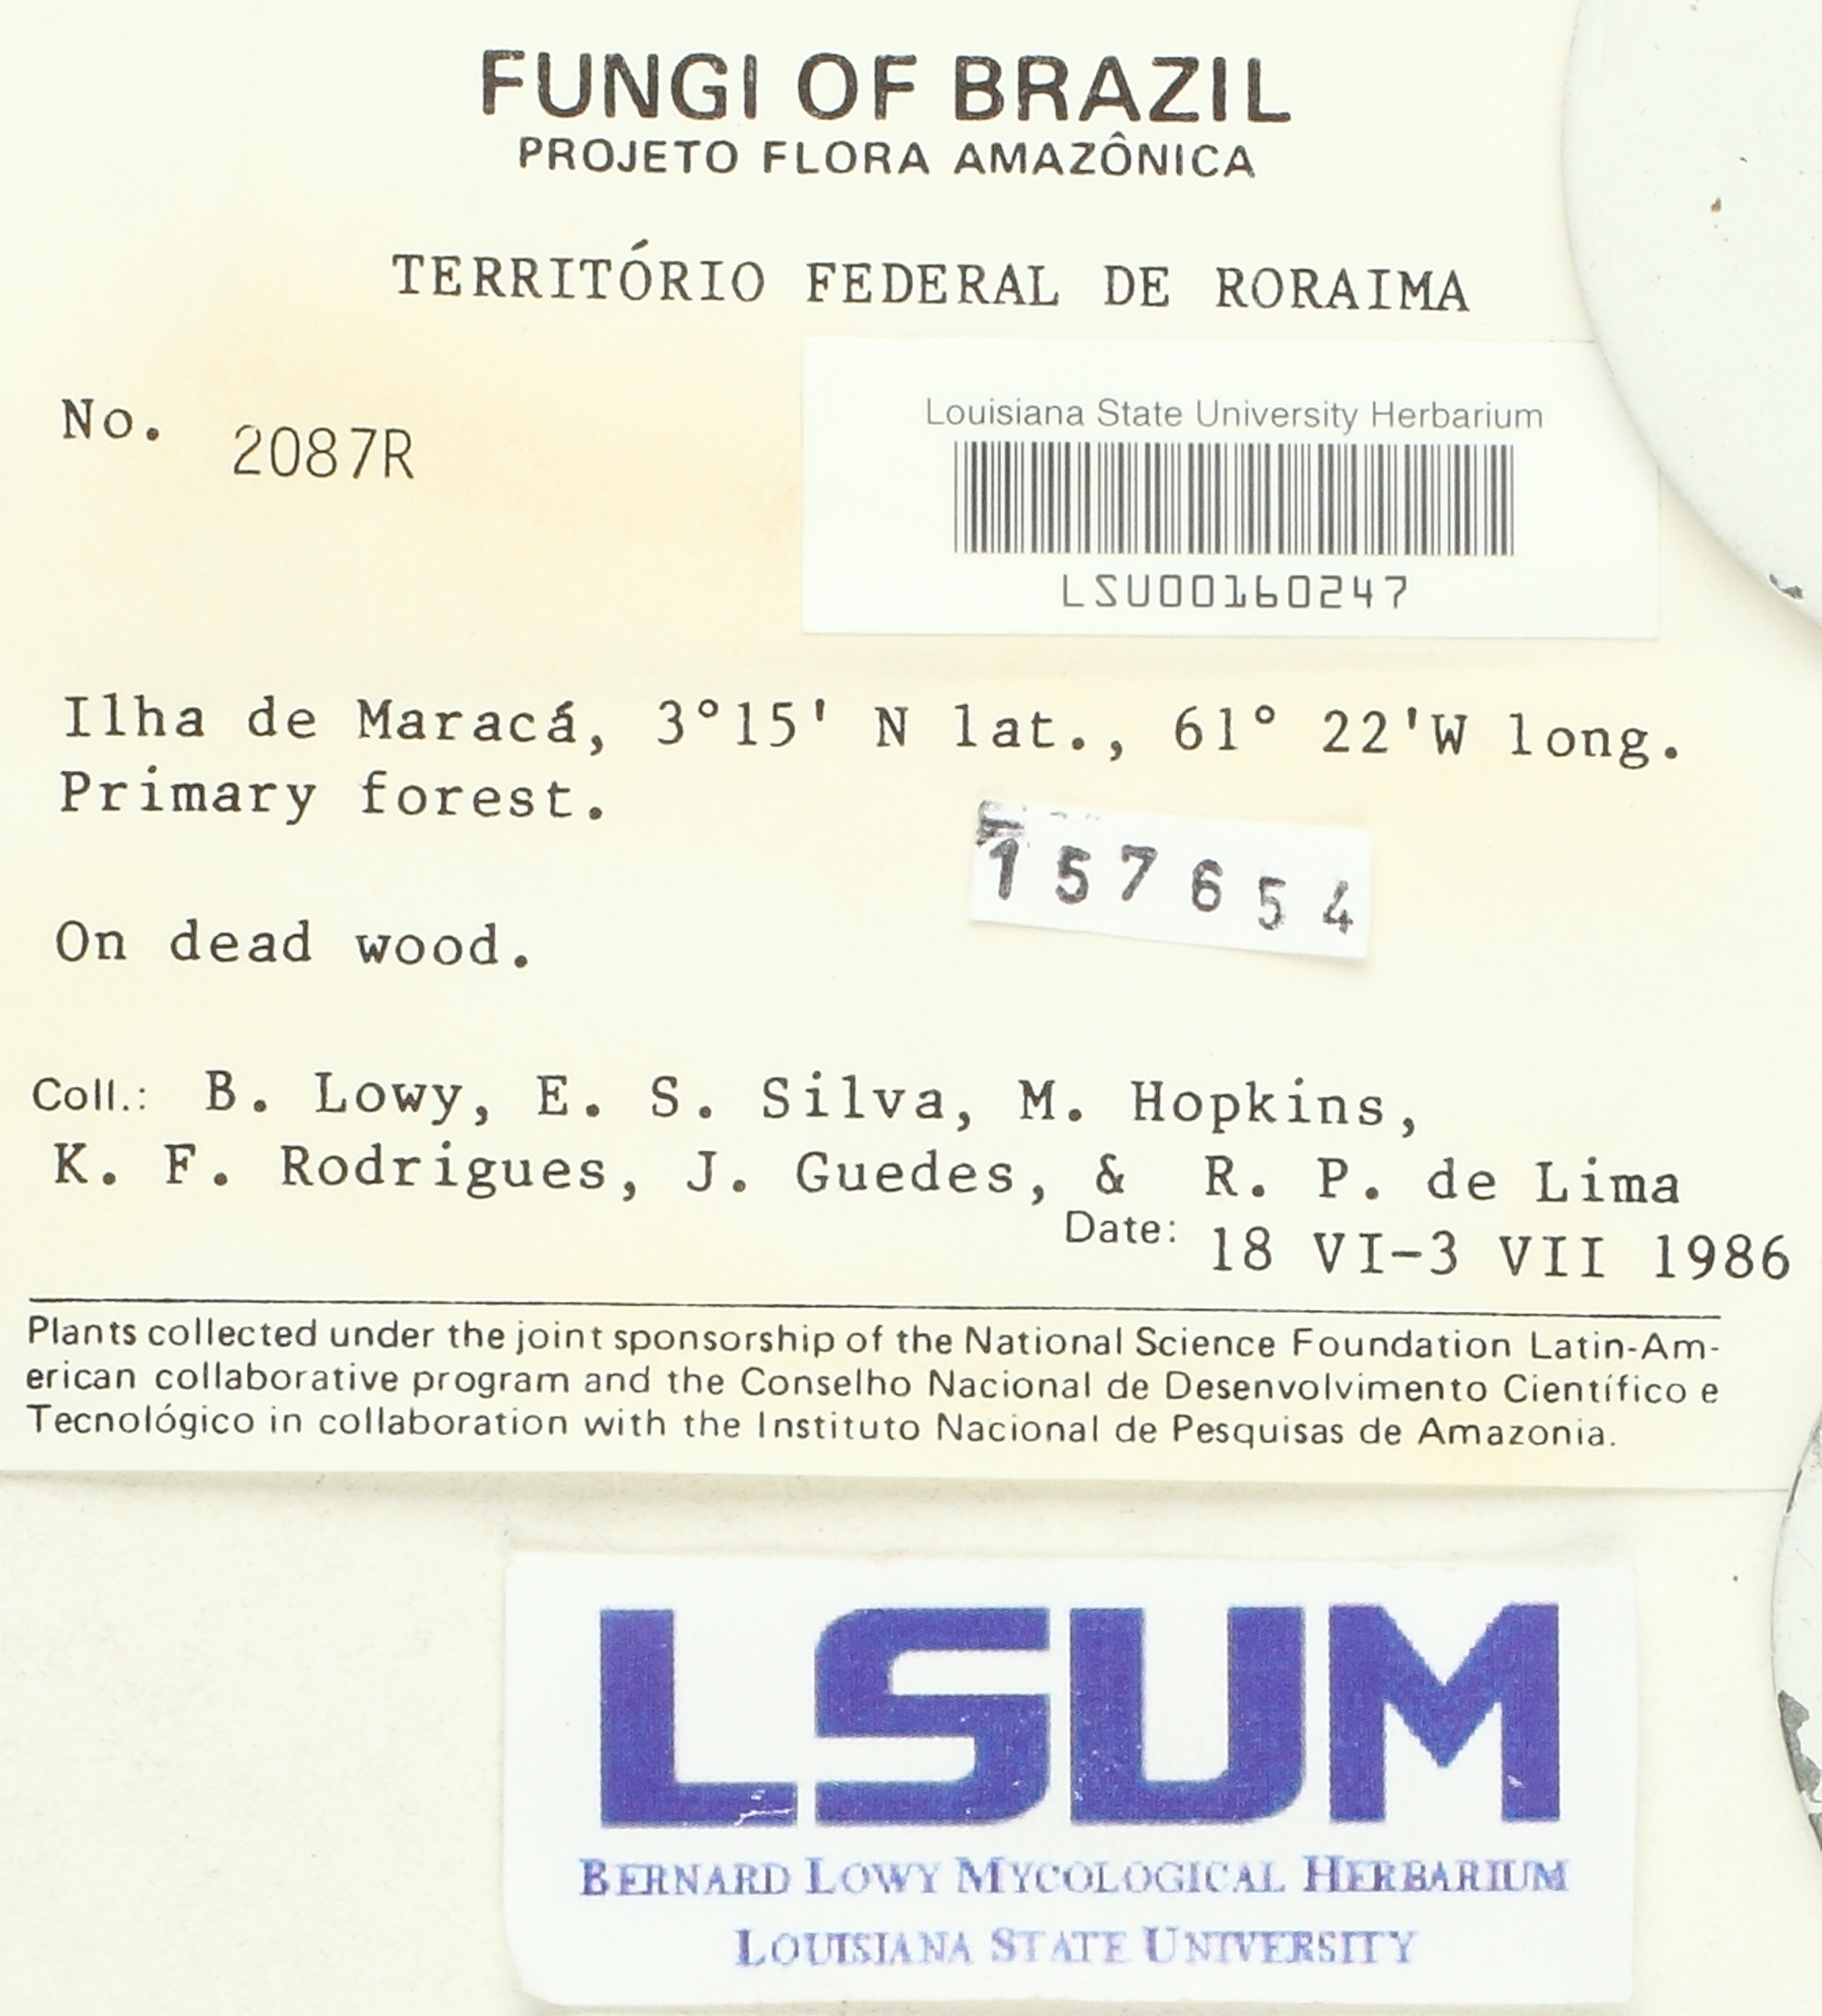 FUNGI OF BRAZIL
PROJETO FLORA AMAZÔNICA
TERRITÓRIO FEDERAL DE RORAIMA
No. 2087R
Louisiana State University Herbarium
LSU00160247
Ilha de Maracá, 3°15' N lat., 61° 22'W long.
Primary forest.
157654
On dead wood.
Coll.: B. Lowy, E. S. Silva, M. Hopkins,
K. F. Rodrigues, J. Guedes, & R. P. de Lima
Date: 18 VI-3 VII 1986
Plants collected under the joint sponsorship of the National Science Foundation Latin-Am-
erican collaborative program and the Conselho Nacional de Desenvolvimento Científico e
Tecnológico in collaboration with the Instituto Nacional de Pesquisas de Amazonia.
LSUM
BERNARD LOWY MYCOLOGICAL HERBARIUM
LOUISIANA STATE UNIVERSITY